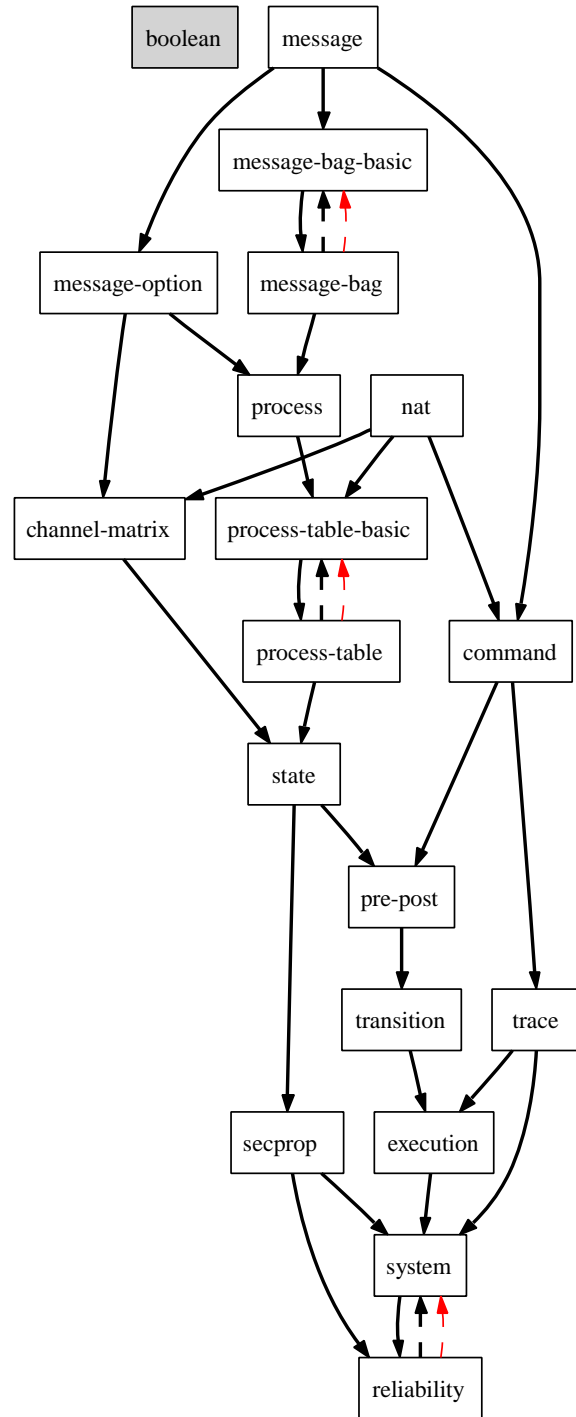 boolean
message
message-bag-basic
message-option
message-bag
process
nat
channel-matrix
process-table-basic
process-table
command
state
pre-post
transition
trace
secprop
execution
system
reliability